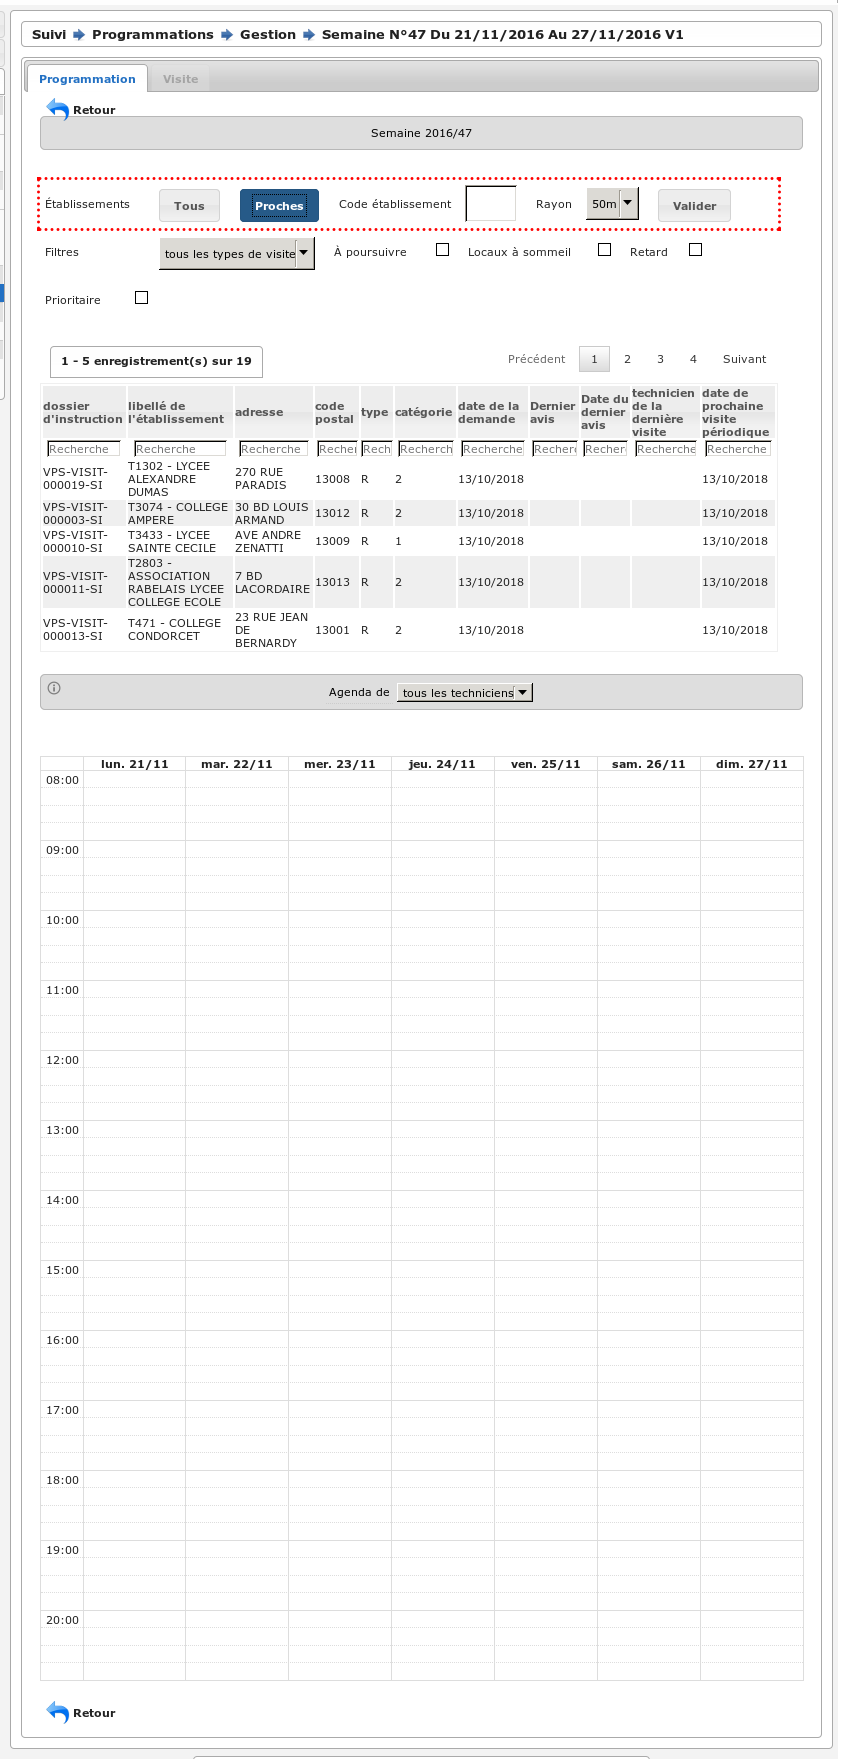 Suivi Programmations Gestion Semaine N°47 Du 21/11/2016 Au 27/11/2016 V1
Programmation Visite
Retour
Semaine 2016/47
Établissements Tous Proches Code établissement Rayon 50m Valider
Filtres tous les types de visite À poursuivre Locaux à sommeil Retard
Prioritaire
1 - 5 enregistrement(s) sur 19 Précédent 1 2 3 4 Suivant
dossier d'instruction libellé de l'établissement adresse code postal type catégorie date de la demande Dernier avis Date du dernier avis technicien de la dernière visite date de prochaine visite périodique
Recherche Recherche Recherche Recher Rech Recherch Recherche Recherc Recher Recherche Recherche
VPS-VISIT-000019-SI T1302 - LYCEE ALEXANDRE DUMAS 270 RUE PARADIS 13008 R 2 13/10/2018 13/10/2018
VPS-VISIT-000003-SI T3074 - COLLEGE AMPERE 30 BD LOUIS ARMAND 13012 R 2 13/10/2018 13/10/2018
VPS-VISIT-000010-SI T3433 - LYCEE SAINTE CECILE AVE ANDRE ZENATTI 13009 R 1 13/10/2018 13/10/2018
VPS-VISIT-000011-SI T2803 - ASSOCIATION RABELAIS LYCEE COLLEGE ECOLE 7 BD LACORDAIRE 13013 R 2 13/10/2018 13/10/2018
VPS-VISIT-000013-SI T471 - COLLEGE CONDORCET 23 RUE JEAN DE BERNARDY 13001 R 2 13/10/2018 13/10/2018
Agenda de tous les techniciens
lun. 21/11 mar. 22/11 mer. 23/11 jeu. 24/11 ven. 25/11 sam. 26/11 dim. 27/11
08:00
09:00
10:00
11:00
12:00
13:00
14:00
15:00
16:00
17:00
18:00
19:00
20:00
Retour